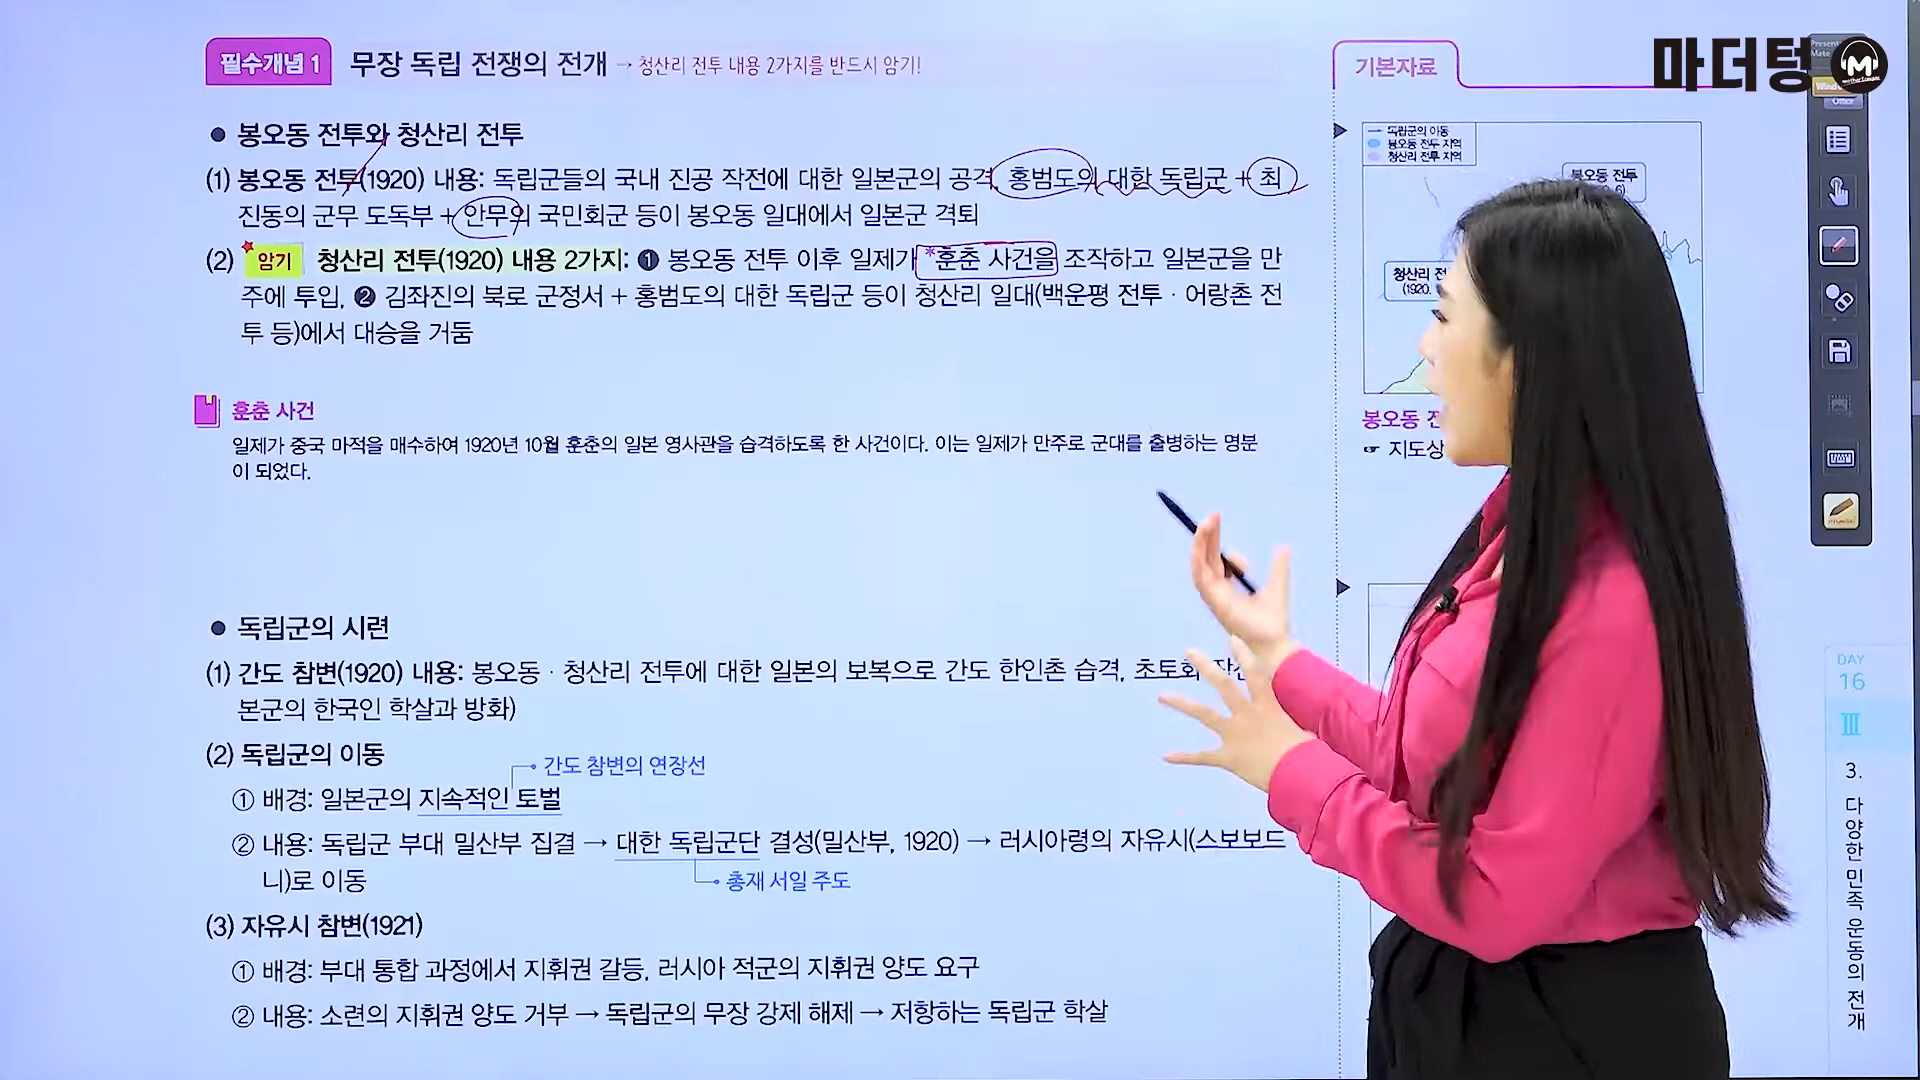 필수개념 1 무장 독립 전쟁의 전개 → 청산리 전투 내용 2가지를 반드시 암기!
● 봉오동 전투와 청산리 전투
(1) 봉오동 전투(1920) 내용: 독립군들의 국내 진공 작전에 대한 일본군의 공격, 홍범도의 대한 독립군 + 최
진동의 군무 도독부 + 안무의 국민회군 등이 봉오동 일대에서 일본군 격퇴
(2) 암기 청산리 전투(1920) 내용 2가지: ❶ 봉오동 전투 이후 일제가 *훈춘 사건을 조작하고 일본군을 만
주에 투입, ❷ 김좌진의 북로 군정서 + 홍범도의 대한 독립군 등이 청산리 일대(백운평 전투 · 어랑촌 전
투 등)에서 대승을 거둠
훈춘 사건
일제가 중국 마적을 매수하여 1920년 10월 훈춘의 일본 영사관을 습격하도록 한 사건이다. 이는 일제가 만주로 군대를 출병하는 명분
이 되었다.
● 독립군의 시련
(1) 간도 참변(1920) 내용: 봉오동 · 청산리 전투에 대한 일본의 보복으로 간도 한인촌 습격, 초토화
본군의 한국인 학살과 방화)
(2) 독립군의 이동
간도 참변의 연장선
① 배경: 일본군의 지속적인 토벌
② 내용: 독립군 부대 밀산부 집결 → 대한 독립군단 결성(밀산부, 1920) → 러시아령의 자유시(스보보드
니)로 이동
총재 서일 주도
(3) 자유시 참변(1921)
① 배경: 부대 통합 과정에서 지휘권 갈등, 러시아 적군의 지휘권 양도 요구
② 내용: 소련의 지휘권 양도 거부 → 독립군의 무장 강제 해제 → 저항하는 독립군 학살
기본자료
독립군의 이동
봉오동 전투 지역
청산리 전투 지역
봉오동 전투
청산리
(1920.
봉오동
☞ 지도상
마더텅
M
Office
DAY
16
Ⅲ
3.
다양한 민족 운동의 전개